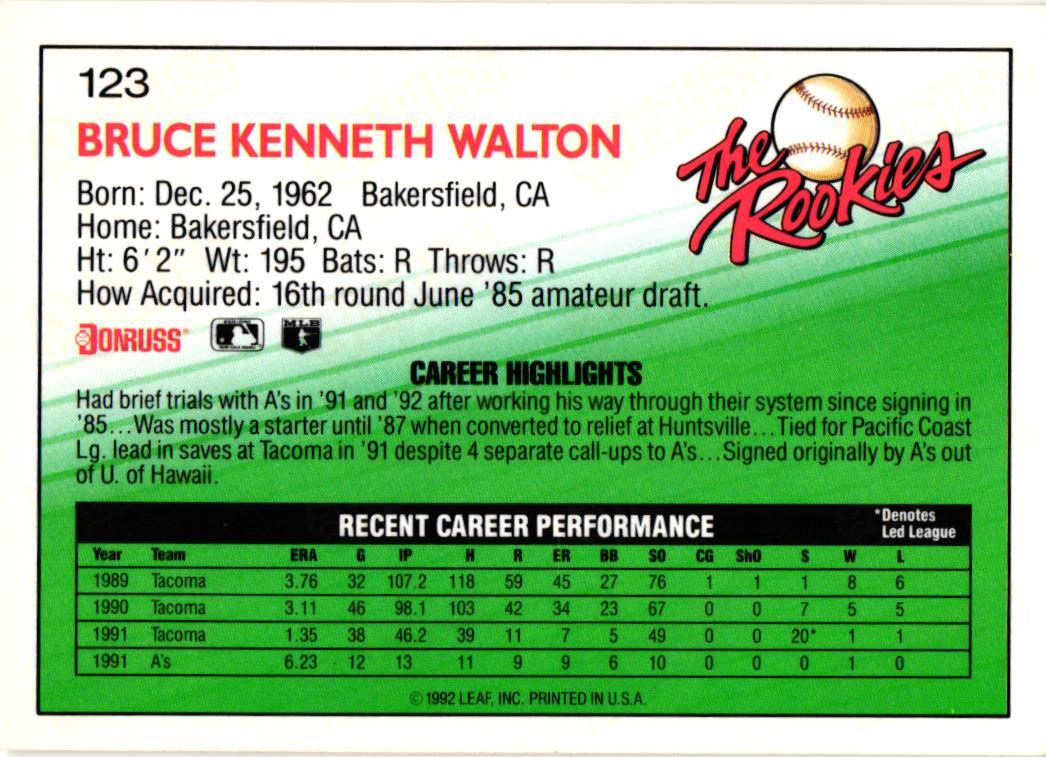 123
BRUCE KENNETH WALTON
The
Rookies
Born: Dec. 25, 1962 Bakersfield, CA
Home: Bakersfield, CA
Ht: 6'2" Wt: 195 Bats: R Throws: R
How Acquired: 16th round June '85 amateur draft.
DONRUSS® MLB
CAREER HIGHLIGHTS
Had brief trials with A's in '91 and '92 after working his way through their system since signing in
'85...Was mostly a starter until '87 when converted to relief at Huntsville...Tied for Pacific Coast
Lg. lead in saves at Tacoma in '91 despite 4 separate call-ups to A's...Signed originally by A's out
of U. of Hawaii.
RECENT CAREER PERFORMANCE
*Denotes
Led League
Year Team ERA G IP H R ER BB SO CG ShO S W L
1989 Tacoma 3.76 32 107.2 118 59 45 27 76 1 1 1 8 6
1990 Tacoma 3.11 46 98.1 103 42 34 23 67 0 0 7 5 5
1991 Tacoma 1.35 38 46.2 39 11 7 5 49 0 0 20* 1 1
1991 A's 6.23 12 13 11 9 9 6 10 0 0 0 1 0
© 1992 LEAF, INC. PRINTED IN U.S.A.